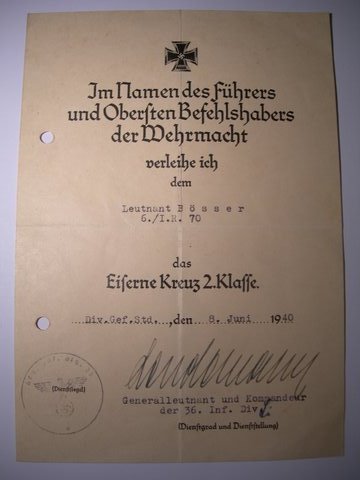 Im Namen des Führers
und Obersten Befehlshabers
der Wehrmacht
verleihe ich
dem
Leutnant B ö s s e r
6./I.R. 70
das
Eiserne Kreuz 2.Klasse.
Div.Gef.Std. ,den 8. Juni 1940
Generalleutnant und Kommandeur
der 36. Inf. Div.
(Dienstsiegel)
(Dienstgrad und Dienststellung)